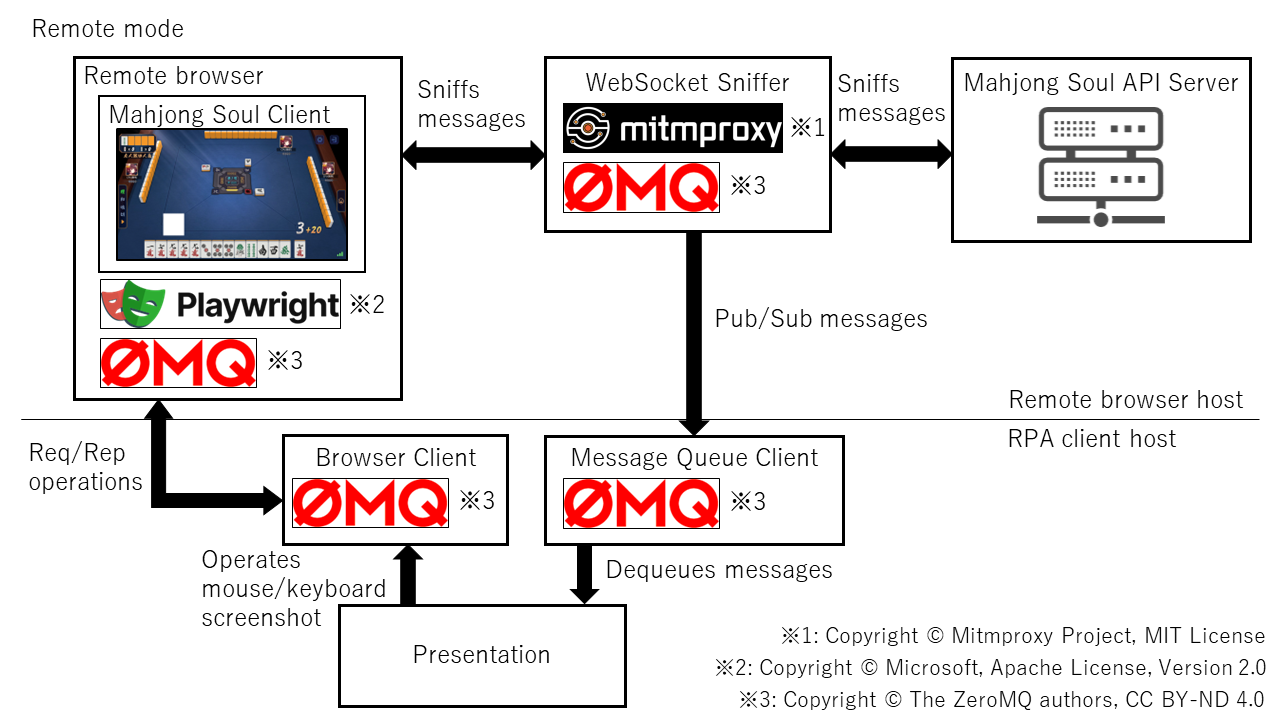 Remote mode
Remote browser
Mahjong Soul Client
3 +20
Playwright ※2
ØMQ ※3
Sniffs
messages
WebSocket Sniffer
mitmproxy ※1
ØMQ ※3
Sniffs
messages
Mahjong Soul API Server
Pub/Sub messages
Remote browser host
RPA client host
Req/Rep
operations
Browser Client
ØMQ ※3
Message Queue Client
ØMQ ※3
Operates
mouse/keyboard
screenshot
Dequeues messages
Presentation
※1: Copyright © Mitmproxy Project, MIT License
※2: Copyright © Microsoft, Apache License, Version 2.0
※3: Copyright © The ZeroMQ authors, CC BY-ND 4.0